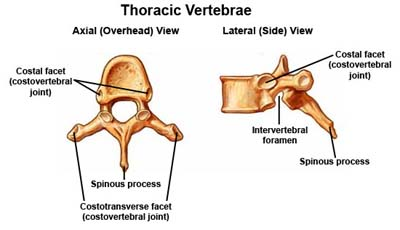 Thoracic Vertebrae
Axial (Overhead) View
Lateral (Side) View
Costal facet
(costovertebral
joint)
Spinous process
Costotransverse facet
(costovertebral joint)
Costal facet
(costovertebral
joint)
Intervertebral
foramen
Spinous process